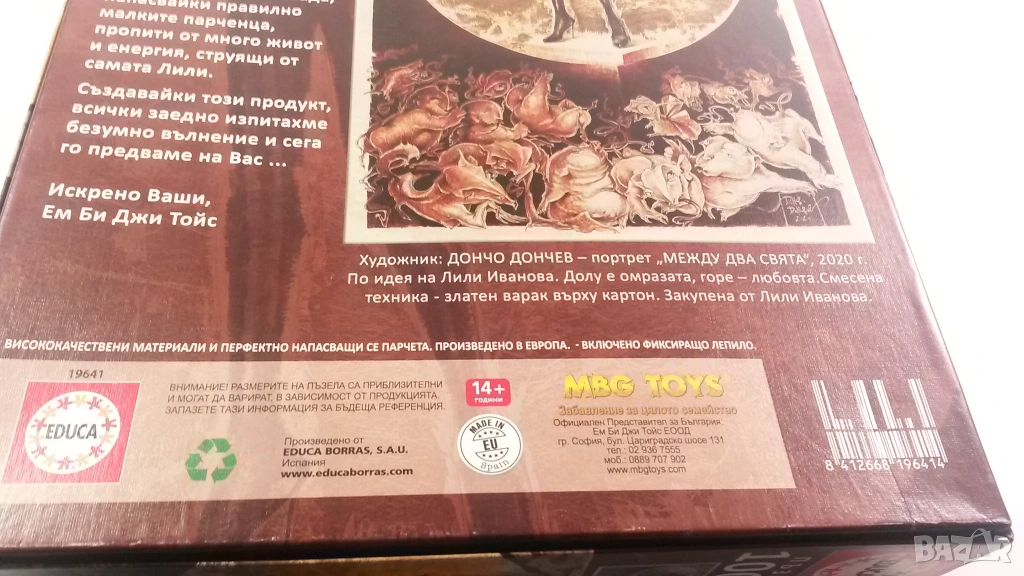 напасвайки правилно
малките парченца,
пропити от много живот
и енергия, струящи от
самата Лили.
Създавайки този продукт,
всички заедно изпитахме
безумно вълнение и сега
го предваме на Вас ...
Искрено Ваши,
Ем Би Джи Тойс
Художник: ДОНЧО ДОНЧЕВ – портрет „МЕЖДУ ДВА СВЯТА", 2020 г.
По идея на Лили Иванова. Долу е омразата, горе – любовта.Смесена
техника - златен варак върху картон. Закупена от Лили Иванова.
ВИСОКОКАЧЕСТВЕНИ МАТЕРИАЛИ И ПЕРФЕКТНО НАПАСВАЩИ СЕ ПАРЧЕТА. ПРОИЗВЕДЕНО В ЕВРОПА. - ВКЛЮЧЕНО ФИКСИРАЩО ЛЕПИЛО.
19641
EDUCA
ВНИМАНИЕ! РАЗМЕРИТЕ НА ПЪЗЕЛА СА ПРИБЛИЗИТЕЛНИ
И МОГАТ ДА ВАРИРАТ, В ЗАВИСИМОСТ ОТ ПРОДУКЦИЯТА.
ЗАПАЗЕТЕ ТАЗИ ИНФОРМАЦИЯ ЗА БЪДЕЩА РЕФЕРЕНЦИЯ.
Произведено от
EDUCA BORRAS, S.A.U.
Испания
www.educaborras.com
14+
ГОДИНИ
MADE IN
EU
Spain
MBG TOYS
Забавление за цялото семейство
Официален Представител за България:
Ем Би Джи Тойс ЕООД
гр. София, бул. Цариградско шосе 131
тел.: 02 936 7555
моб.: 0889 707 902
www.mbgtoys.com
8 412668 196414
BAZAR